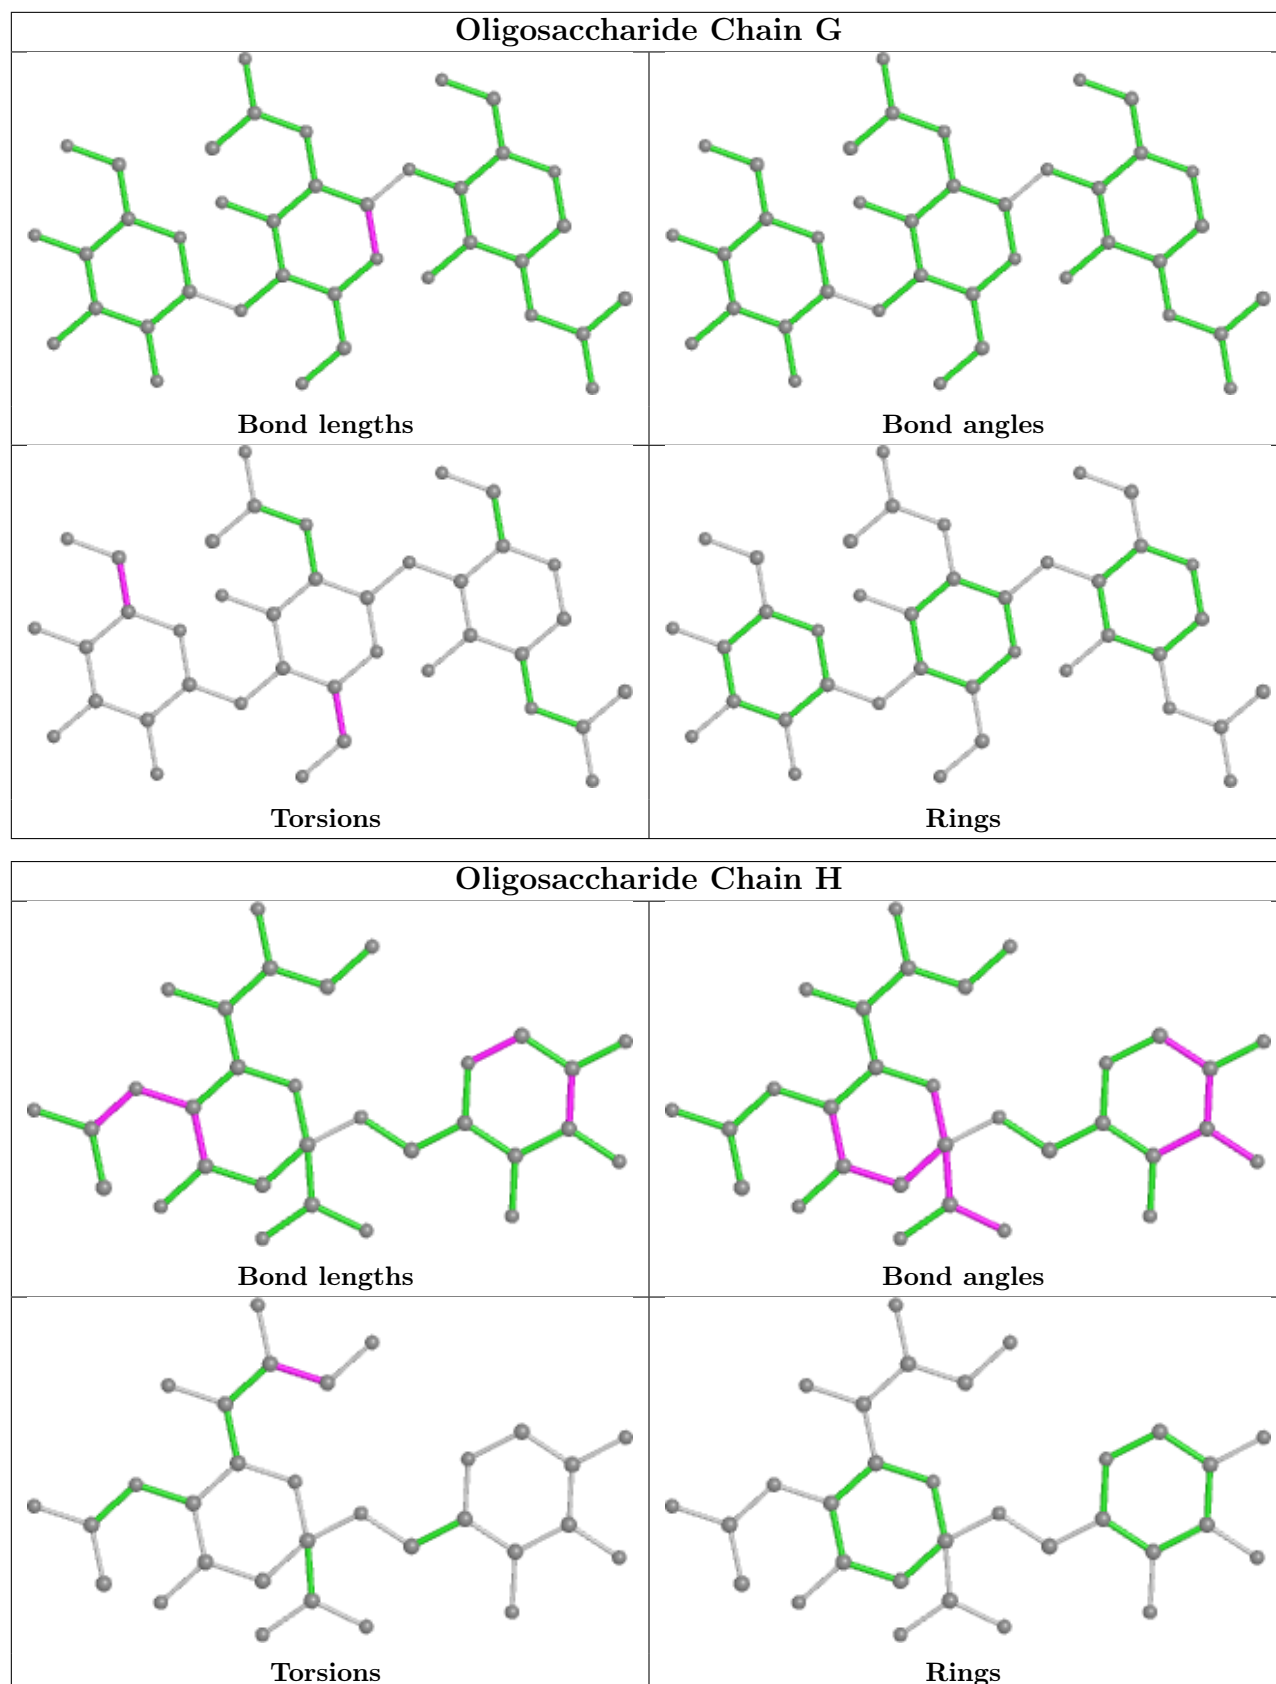 Oligosaccharide Chain G
Bond lengths
Bond angles
Torsions
Rings
Oligosaccharide Chain H
Bond lengths
Bond angles
Torsions
Rings